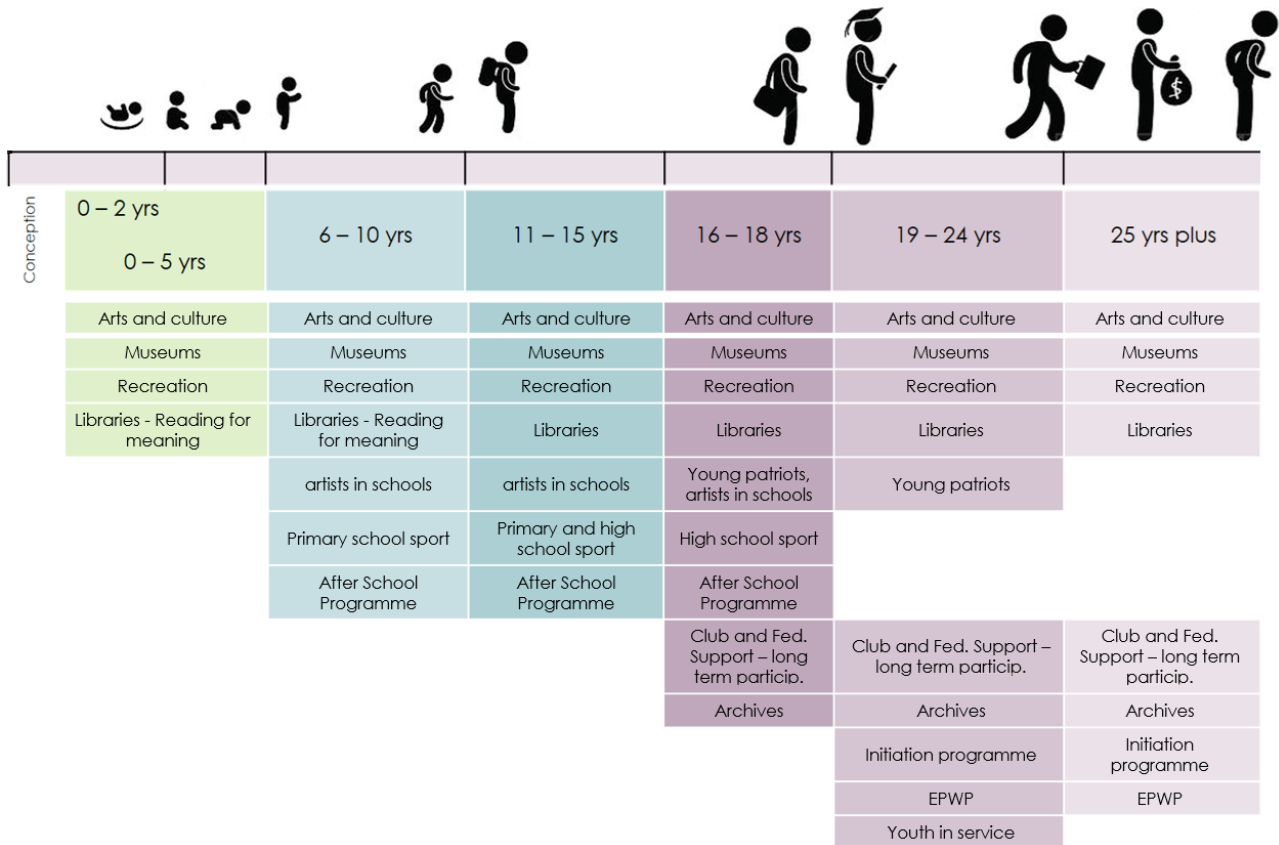 $
Conception
0 – 2 yrs
0 – 5 yrs
6 – 10 yrs
11 – 15 yrs
16 – 18 yrs
19 – 24 yrs
25 yrs plus
Arts and culture
Arts and culture
Arts and culture
Arts and culture
Arts and culture
Arts and culture
Museums
Museums
Museums
Museums
Museums
Museums
Recreation
Recreation
Recreation
Recreation
Recreation
Recreation
Libraries - Reading for
meaning
Libraries - Reading
for meaning
Libraries
Libraries
Libraries
Libraries
artists in schools
artists in schools
Young patriots,
artists in schools
Young patriots
Primary school sport
Primary and high
school sport
High school sport
After School
Programme
After School
Programme
After School
Programme
Club and Fed.
Support – long
term particip.
Club and Fed. Support –
long term particip.
Club and Fed.
Support – long term
particip.
Archives
Archives
Archives
Initiation programme
Initiation
programme
EPWP
EPWP
Youth in service